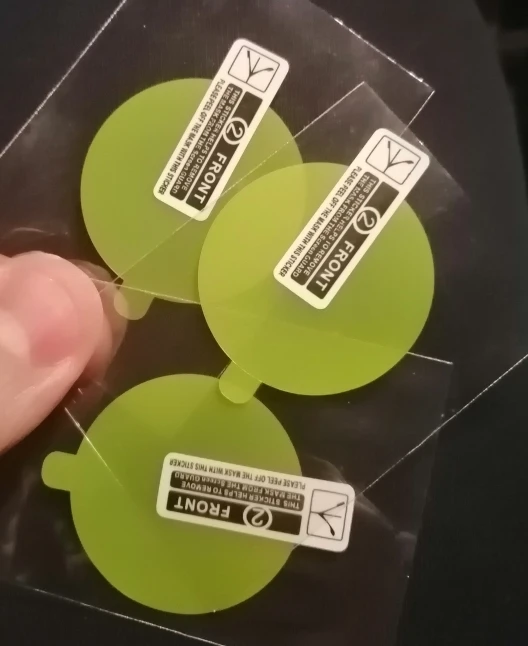 2 FRONT
THIS STICKER HELPS TO REMOVE
THE MASK FROM THE Screen GUARD
PLEASE PEEL OFF THE MASK WITH THIS STICKER
2 FRONT
THIS STICKER HELPS TO REMOVE
THE MASK FROM THE Screen GUARD
PLEASE PEEL OFF THE MASK WITH THIS STICKER
2 FRONT
THIS STICKER HELPS TO REMOVE
THE MASK FROM THE Screen GUARD
PLEASE PEEL OFF THE MASK WITH THIS STICKER